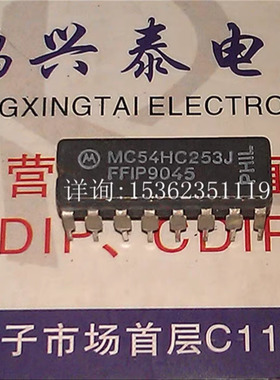 兴泰电
GXINGTAI ELECTRO
MC54HC253J
FFIP9045
PHIL
营
详询:15362351119
DIP、CDIP
子市场首层C11